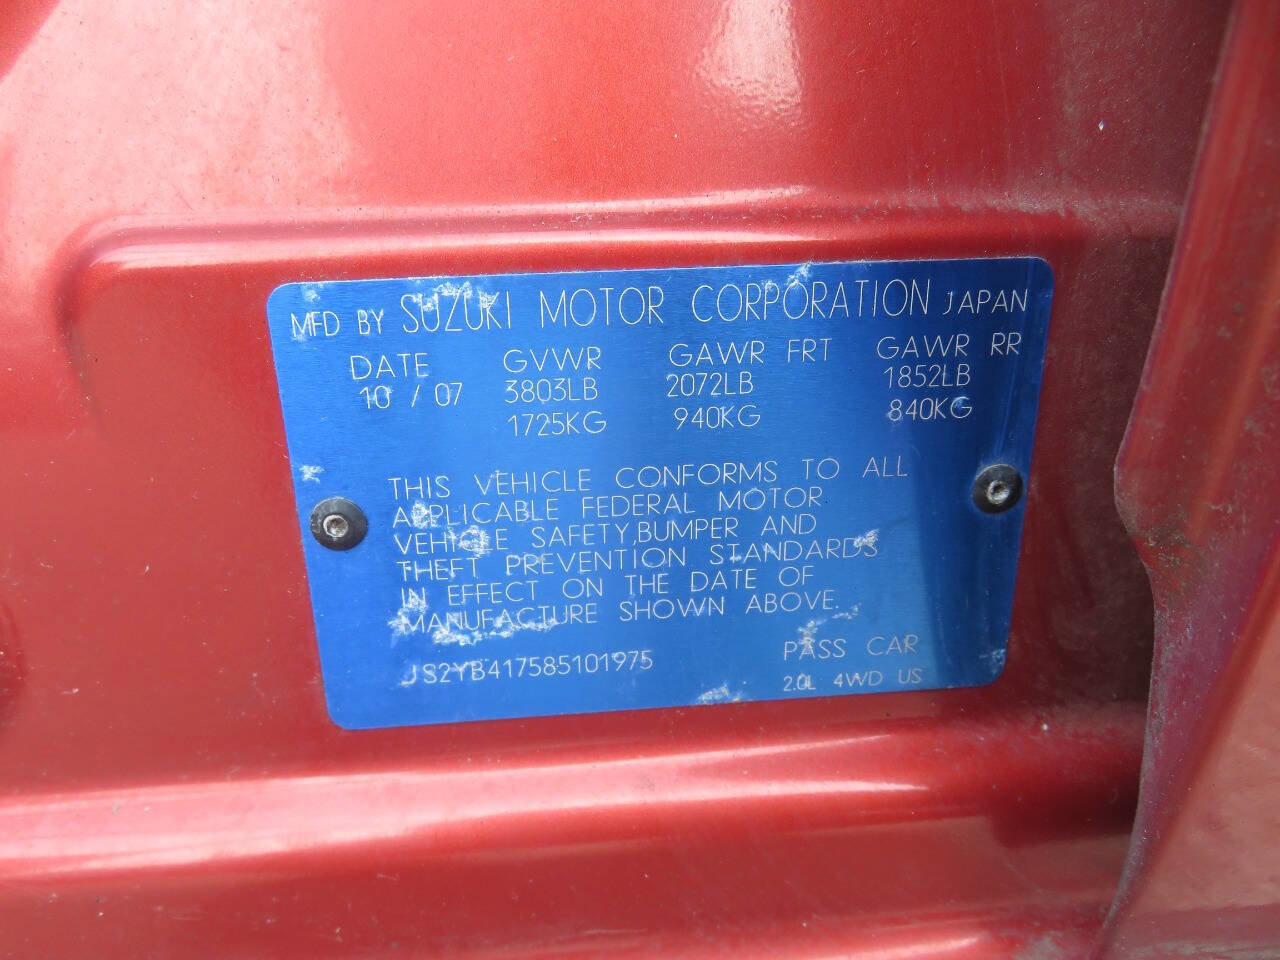 MFD BY SUZUKI MOTOR CORPORATION JAPAN
DATE GVWR GAWR FRT GAWR RR
10 / 07 3803LB 2072LB 1852LB
1725KG 940KG 840KG
THIS VEHICLE CONFORMS TO ALL
APPLICABLE FEDERAL MOTOR
VEHICLE SAFETY,BUMPER AND
THEFT PREVENTION STANDARDS
IN EFFECT ON THE DATE OF
MANUFACTURE SHOWN ABOVE.
JS2YB417585101975 PASS CAR
2.0L 4WD US